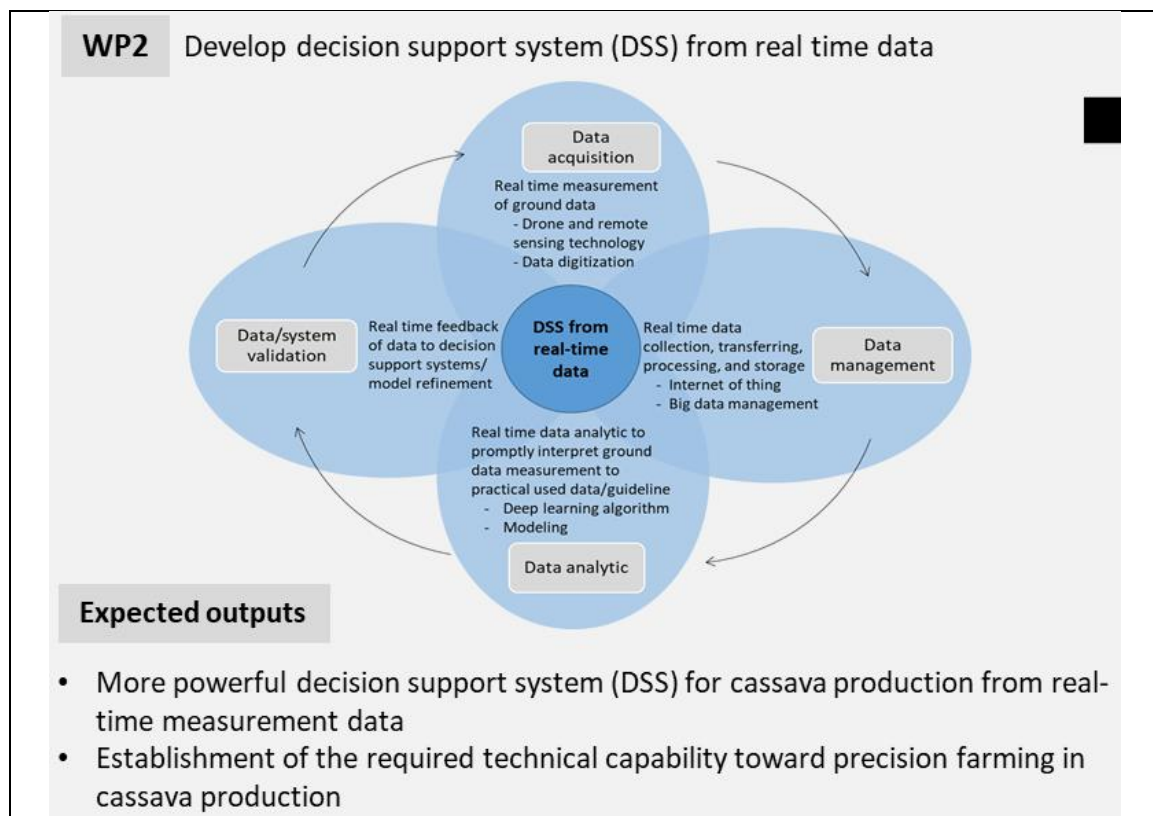 WP2 Develop decision support system (DSS) from real time data
Data
acquisition
Real time measurement
of ground data
- Drone and remote
sensing technology
- Data digitization
Data/system
validation
Real time feedback
of data to decision
support systems/
model refinement
DSS from
real-time
data
Real time data
collection, transferring,
processing, and storage
- Internet of thing
- Big data management
Data
management
Real time data analytic to
promptly interpret ground
data measurement to
practical used data/guideline
- Deep learning algorithm
- Modeling
Data analytic
Expected outputs
• More powerful decision support system (DSS) for cassava production from real-
time measurement data
• Establishment of the required technical capability toward precision farming in
cassava production